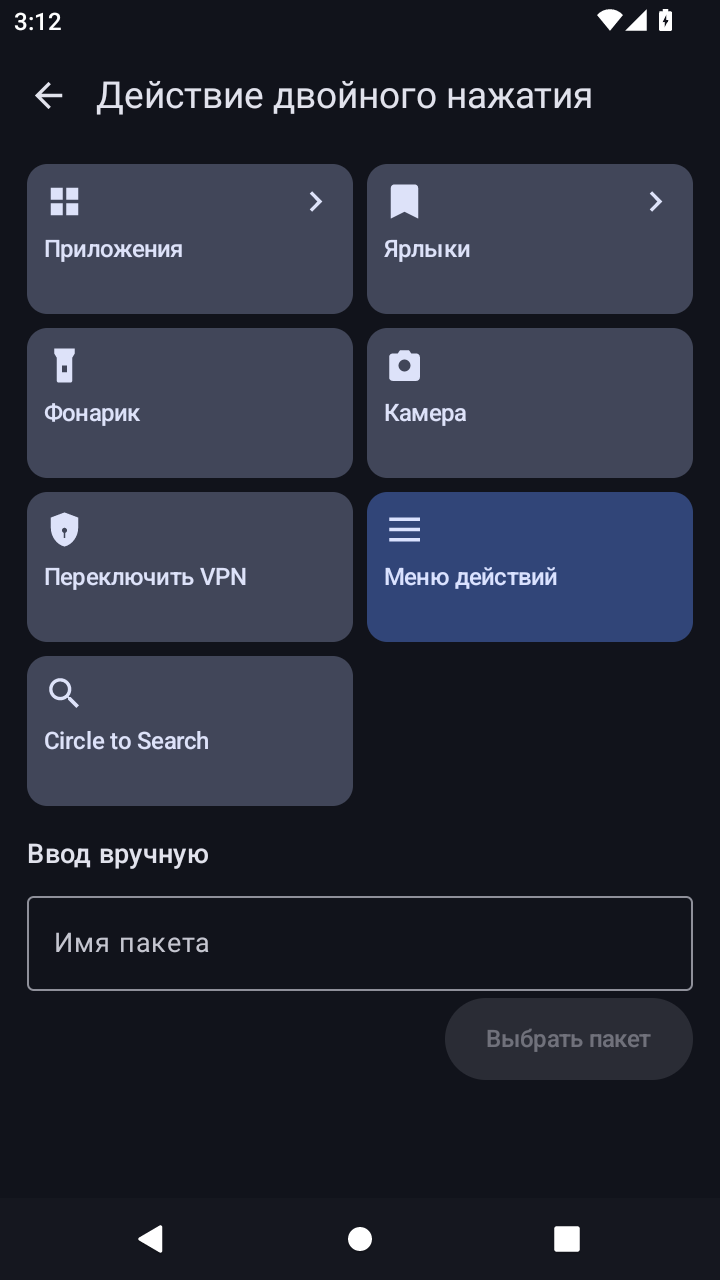 3:12
Действие двойного нажатия
Приложения
Ярлыки
Фонарик
Камера
Переключить VPN
Меню действий
Circle to Search
Ввод вручную
Имя пакета
Выбрать пакет